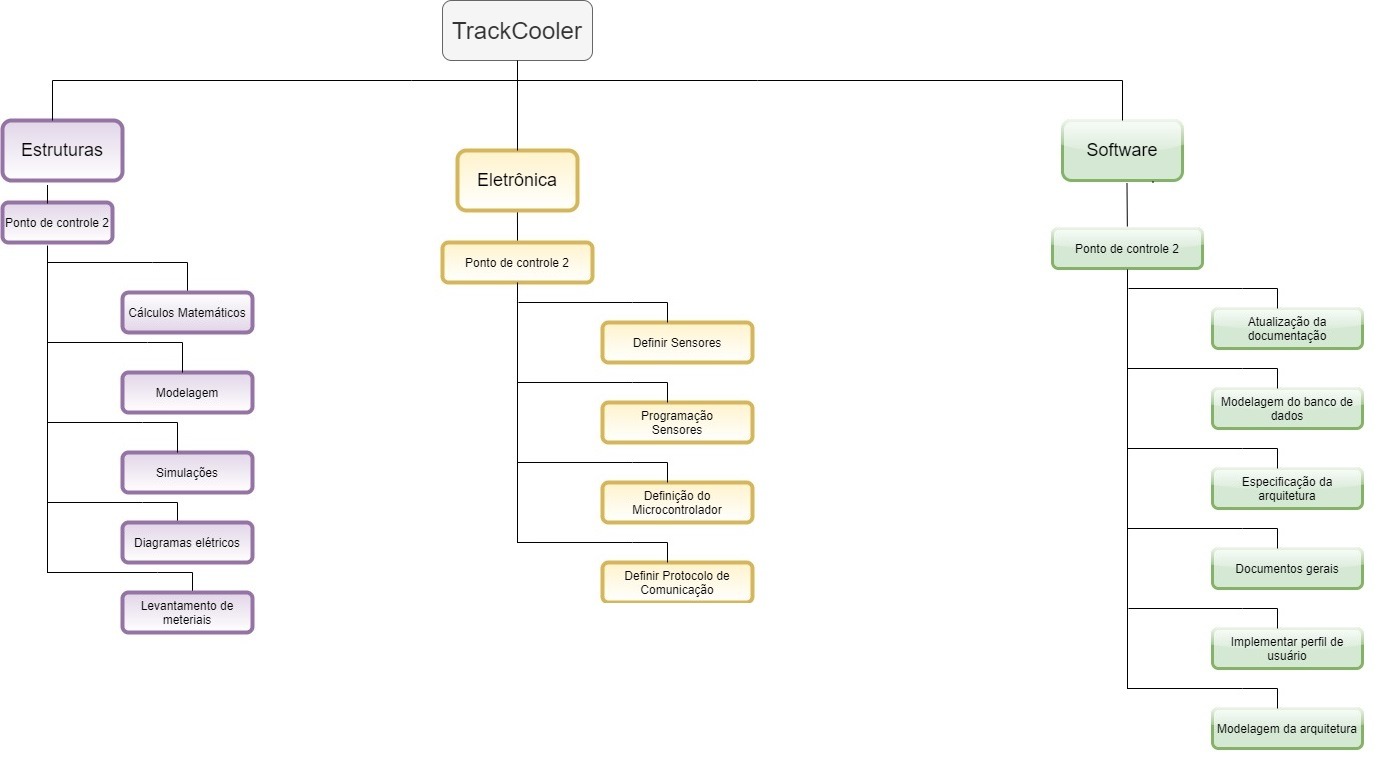 TrackCooler
Estruturas
Ponto de controle 2
Cálculos Matemáticos
Modelagem
Simulações
Diagramas elétricos
Levantamento de
meteriais
Eletrônica
Ponto de controle 2
Definir Sensores
Programação
Sensores
Definição do
Microcontrolador
Definir Protocolo de
Comunicação
Software
Ponto de controle 2
Atualização da
documentação
Modelagem do banco de
dados
Especificação da
arquitetura
Documentos gerais
Implementar perfil de
usuário
Modelagem da arquitetura